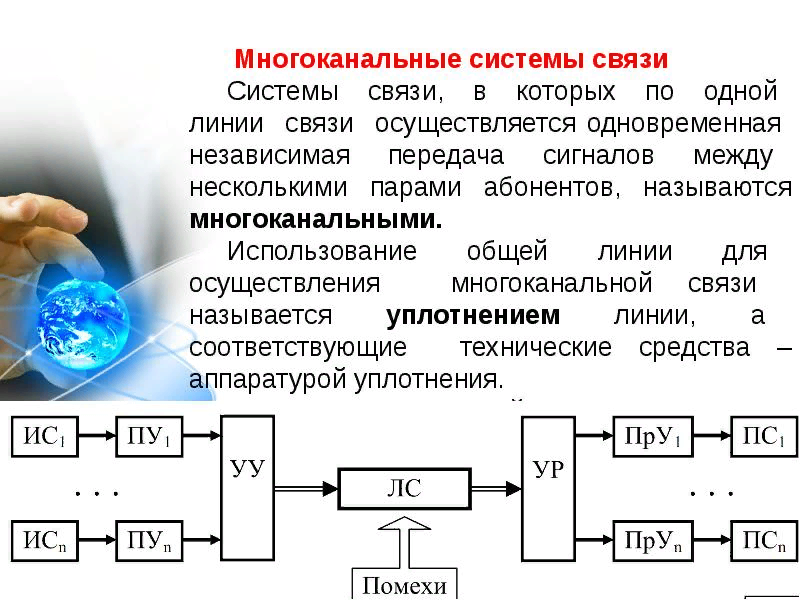 Многоканальные системы связи
Системы связи, в которых по одной
линии связи осуществляется одновременная
независимая передача сигналов между
несколькими парами абонентов, называются
многоканальными.
Использование общей линии для
осуществления многоканальной связи
называется уплотнением линии, а
соответствующие технические средства –
аппаратурой уплотнения.
ИС1 ПУ1 УУ ЛС УР ПрУ1 ПС1
. . . . . .
ИСn ПУn ПрУn ПСn
Помехи